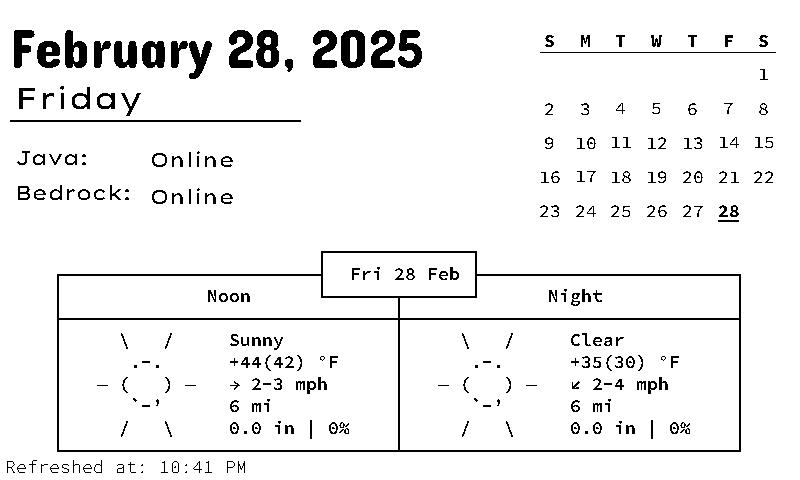 February 28, 2025
Friday
Java: Online
Bedrock: Online
S M T W T F S
1
2 3 4 5 6 7 8
9 10 11 12 13 14 15
16 17 18 19 20 21 22
23 24 25 26 27 28
Fri 28 Feb
Noon Night
Sunny Clear
+44(42) °F +35(30) °F
→ 2-3 mph ↙ 2-4 mph
6 mi 6 mi
0.0 in | 0% 0.0 in | 0%
Refreshed at: 10:41 PM